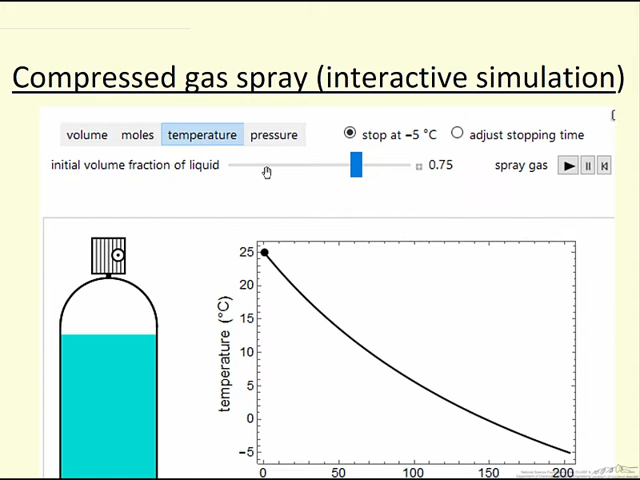 Compressed gas spray (interactive simulation)
volume moles temperature pressure stop at −5 °C adjust stopping time
initial volume fraction of liquid 0.75 spray gas
25
20
15
10
5
0
−5
temperature (°C)
0 50 100 150 200